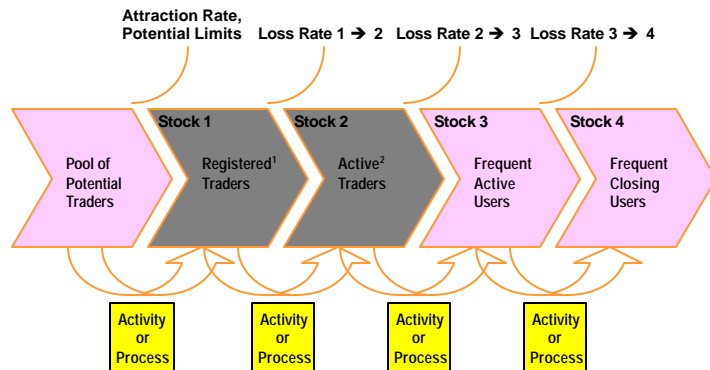 Attraction Rate,
Potential Limits
Loss Rate 1 → 2
Loss Rate 2 → 3
Loss Rate 3 → 4
Stock 1
Stock 2
Stock 3
Stock 4
Pool of
Potential
Traders
Registered¹
Traders
Active²
Traders
Frequent
Active
Users
Frequent
Closing
Users
Activity
or
Process
Activity
or
Process
Activity
or
Process
Activity
or
Process